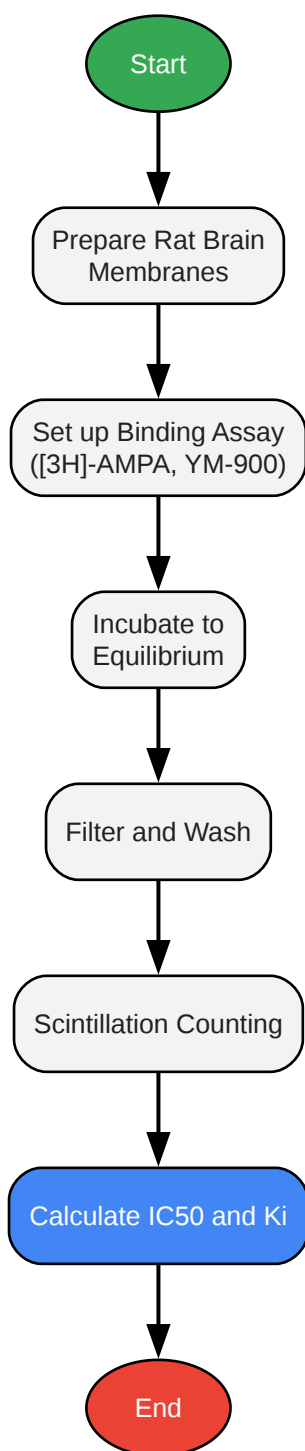 Start
Prepare Rat Brain
Membranes
Set up Binding Assay
([3H]-AMPA, YM-900)
Incubate to
Equilibrium
Filter and Wash
Scintillation Counting
Calculate IC50 and Ki
End